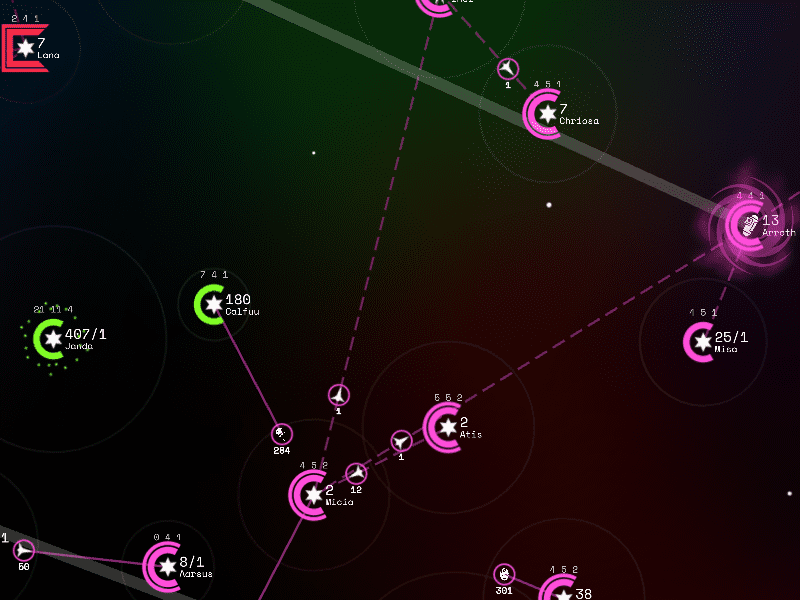 2 4 1
7
Lana
1
4 5 1
7
Chriosa
4 4 1
13
Arroth
7 4 1
180
Calfuu
407/1
Janda
4 5 1
25/1
Misa
1
5 5 2
2
Atis
1
284
4 5 2
2
Micia
12
1
60
0 4 1
8/1
Aarsus
301
4 5 2
38